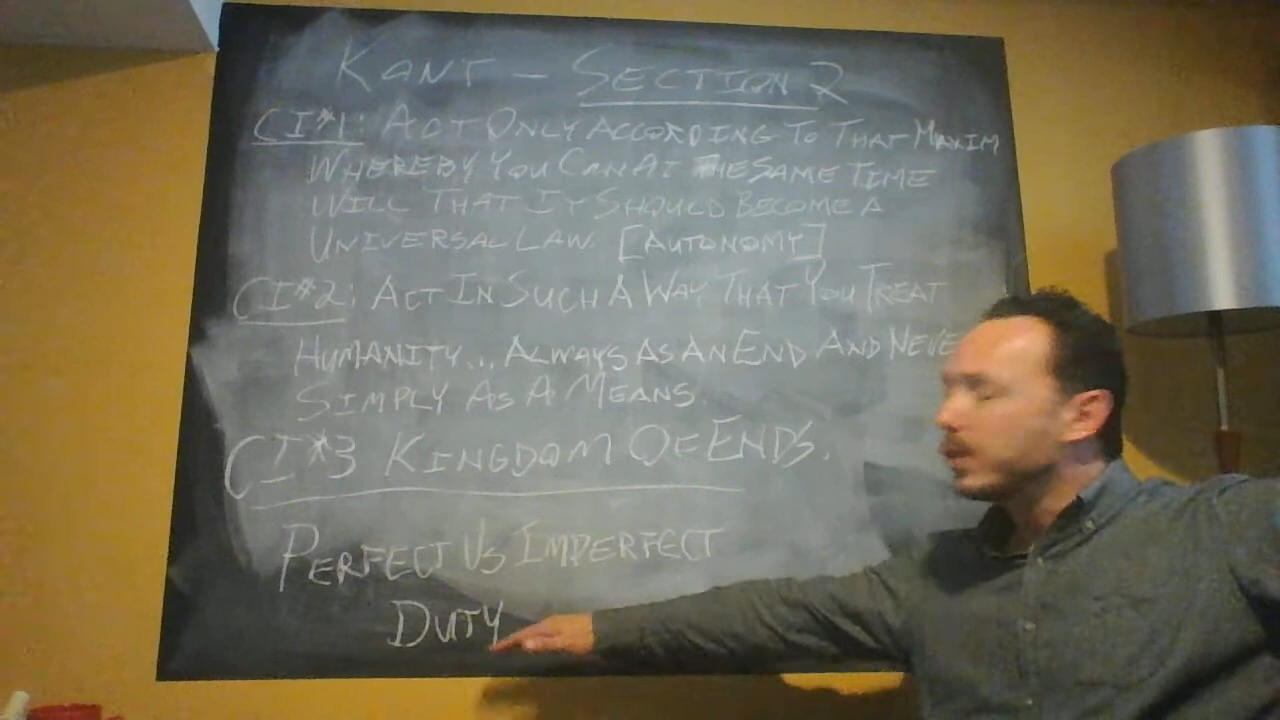 KANT - SECTION 2
CI#1: ACT ONLY ACCORDING TO THAT MAXIM
WHEREBY YOU CAN AT THE SAME TIME
WILL THAT IT SHOULD BECOME A
UNIVERSAL LAW. [AUTONOMY]
CI#2: ACT IN SUCH A WAY THAT YOU TREAT
HUMANITY... ALWAYS AS AN END AND NEVE
SIMPLY AS A MEANS.
CI#3 KINGDOM OF ENDS.
PERFECT VS IMPERFECT
DUTY